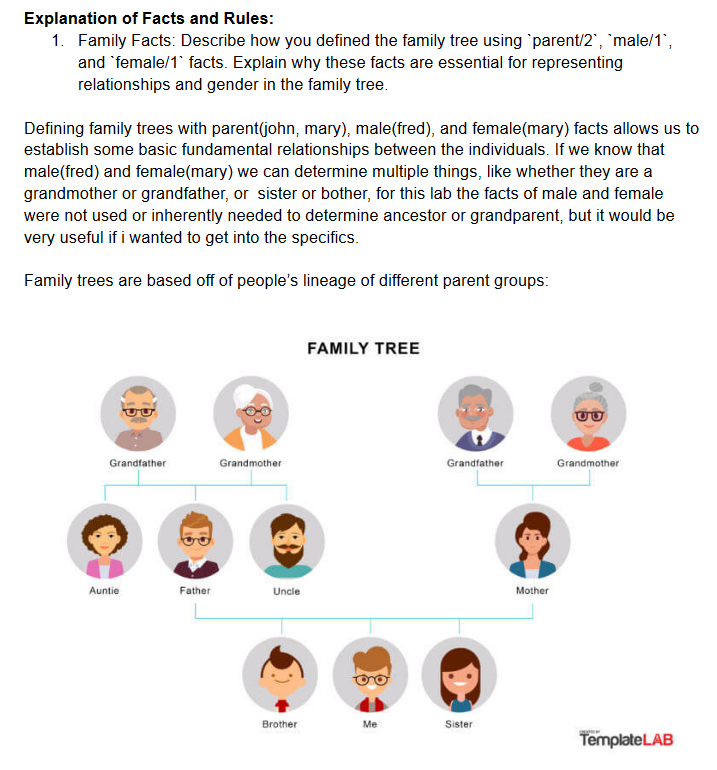 Explanation of Facts and Rules:
1. Family Facts: Describe how you defined the family tree using `parent/2`, `male/1`,
and `female/1` facts. Explain why these facts are essential for representing
relationships and gender in the family tree.
Defining family trees with parent(john, mary), male(fred), and female(mary) facts allows us to
establish some basic fundamental relationships between the individuals. If we know that
male(fred) and female(mary) we can determine multiple things, like whether they are a
grandmother or grandfather, or  sister or bother, for this lab the facts of male and female
were not used or inherently needed to determine ancestor or grandparent, but it would be
very useful if i wanted to get into the specifics.
Family trees are based off of people's lineage of different parent groups:
FAMILY TREE
Grandfather Grandmother Grandfather Grandmother
Auntie Father Uncle Mother
Brother Me Sister
TemplateLAB